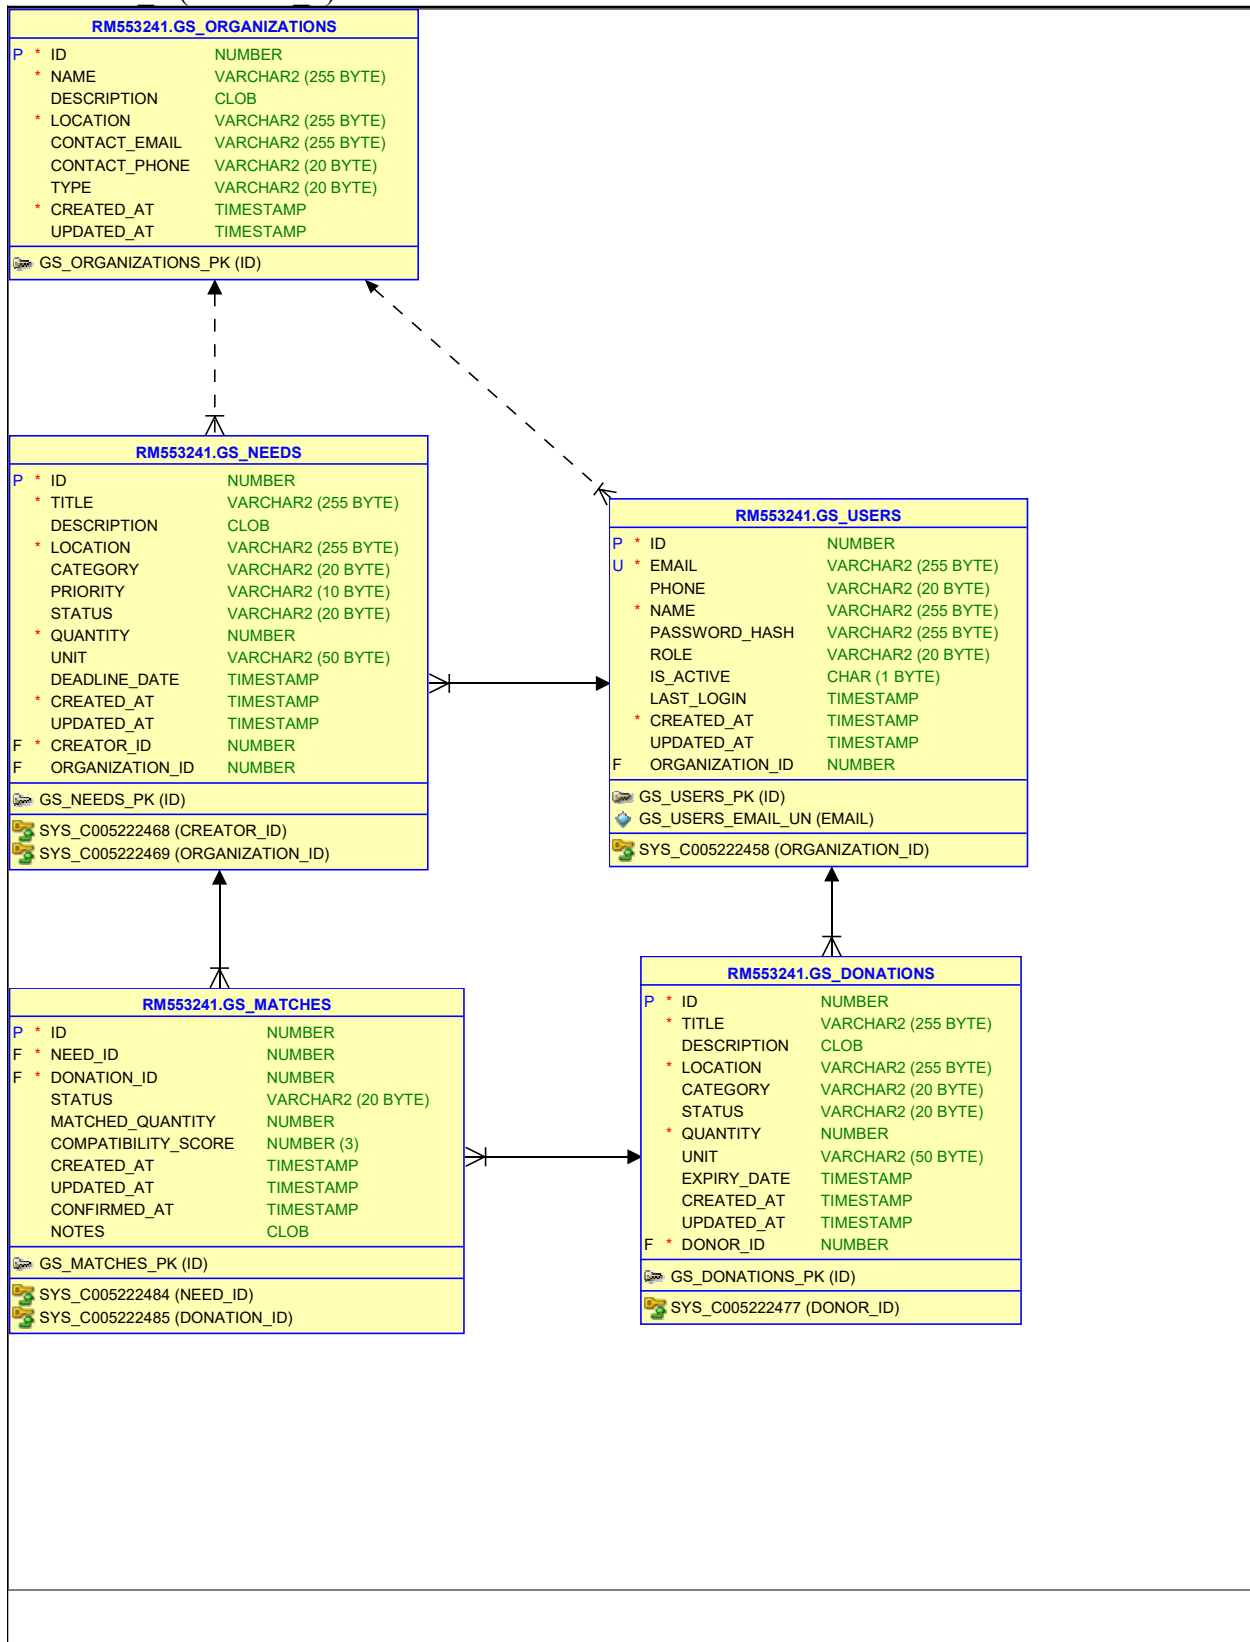 RM553241.GS_ORGANIZATIONS
P * ID NUMBER
* NAME VARCHAR2 (255 BYTE)
DESCRIPTION CLOB
* LOCATION VARCHAR2 (255 BYTE)
CONTACT_EMAIL VARCHAR2 (255 BYTE)
CONTACT_PHONE VARCHAR2 (20 BYTE)
TYPE VARCHAR2 (20 BYTE)
* CREATED_AT TIMESTAMP
UPDATED_AT TIMESTAMP
GS_ORGANIZATIONS_PK (ID)
RM553241.GS_NEEDS
P * ID NUMBER
* TITLE VARCHAR2 (255 BYTE)
DESCRIPTION CLOB
* LOCATION VARCHAR2 (255 BYTE)
CATEGORY VARCHAR2 (20 BYTE)
PRIORITY VARCHAR2 (10 BYTE)
STATUS VARCHAR2 (20 BYTE)
* QUANTITY NUMBER
UNIT VARCHAR2 (50 BYTE)
DEADLINE_DATE TIMESTAMP
* CREATED_AT TIMESTAMP
UPDATED_AT TIMESTAMP
F * CREATOR_ID NUMBER
F ORGANIZATION_ID NUMBER
GS_NEEDS_PK (ID)
SYS_C005222468 (CREATOR_ID)
SYS_C005222469 (ORGANIZATION_ID)
RM553241.GS_USERS
P * ID NUMBER
U * EMAIL VARCHAR2 (255 BYTE)
PHONE VARCHAR2 (20 BYTE)
* NAME VARCHAR2 (255 BYTE)
PASSWORD_HASH VARCHAR2 (255 BYTE)
ROLE VARCHAR2 (20 BYTE)
IS_ACTIVE CHAR (1 BYTE)
LAST_LOGIN TIMESTAMP
* CREATED_AT TIMESTAMP
UPDATED_AT TIMESTAMP
F ORGANIZATION_ID NUMBER
GS_USERS_PK (ID)
GS_USERS_EMAIL_UN (EMAIL)
SYS_C005222458 (ORGANIZATION_ID)
RM553241.GS_MATCHES
P * ID NUMBER
F * NEED_ID NUMBER
F * DONATION_ID NUMBER
STATUS VARCHAR2 (20 BYTE)
MATCHED_QUANTITY NUMBER
COMPATIBILITY_SCORE NUMBER (3)
CREATED_AT TIMESTAMP
UPDATED_AT TIMESTAMP
CONFIRMED_AT TIMESTAMP
NOTES CLOB
GS_MATCHES_PK (ID)
SYS_C005222484 (NEED_ID)
SYS_C005222485 (DONATION_ID)
RM553241.GS_DONATIONS
P * ID NUMBER
* TITLE VARCHAR2 (255 BYTE)
DESCRIPTION CLOB
* LOCATION VARCHAR2 (255 BYTE)
CATEGORY VARCHAR2 (20 BYTE)
STATUS VARCHAR2 (20 BYTE)
* QUANTITY NUMBER
UNIT VARCHAR2 (50 BYTE)
EXPIRY_DATE TIMESTAMP
CREATED_AT TIMESTAMP
UPDATED_AT TIMESTAMP
F * DONOR_ID NUMBER
GS_DONATIONS_PK (ID)
SYS_C005222477 (DONOR_ID)